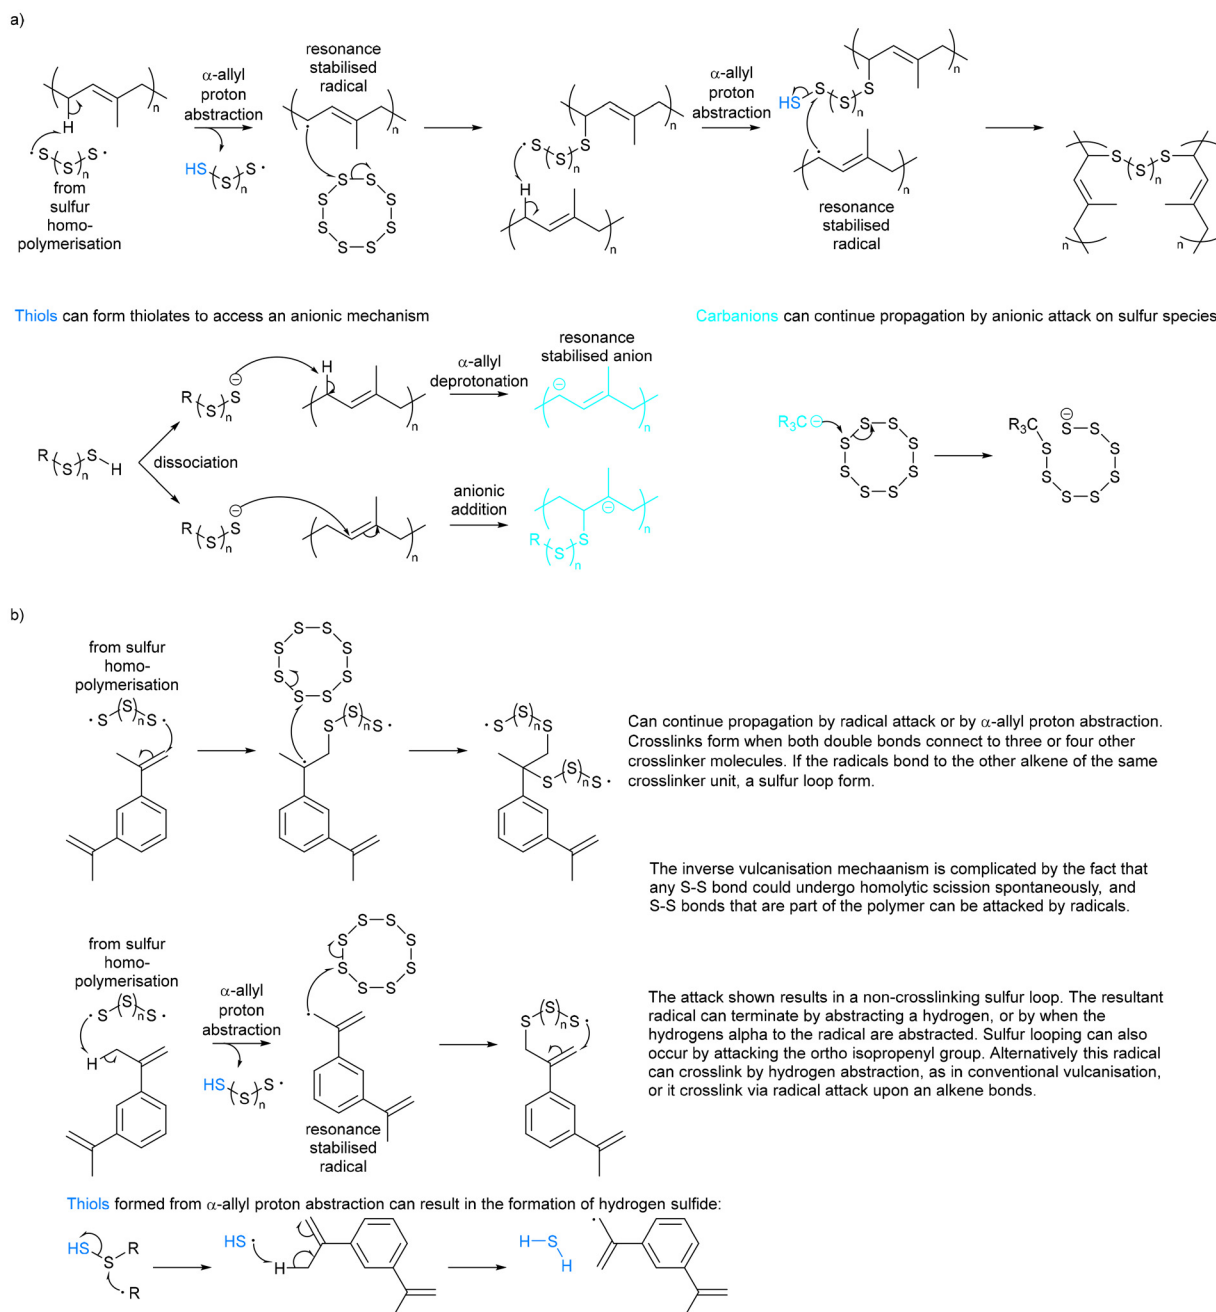 a)
α-allyl
proton
abstraction
resonance
stabilised
radical
α-allyl
proton
abstraction
n
H
S
(S)n
S
from
sulfur
homo-
polymerisation
HS
(S)n
S
n
S S
S S
S S
S S
n
S
(S)n
S
H
n
n
HS
S
(S)n
S
n
resonance
stabilised
radical
S
(S)n
S
n
n
Thiols can form thiolates to access an anionic mechanism
Carbanions can continue propagation by anionic attack on sulfur species
R
(S)n
S
H
dissociation
R
(S)n
S
⊖
H
n
α-allyl
deprotonation
resonance
stabilised anion
⊖
n
R
(S)n
S
⊖
n
anionic
addition
⊖
n
R
(S)n
S
R3C⊖
S S
S S
S S
S S
R3C
⊖
S S
S S
S S
S S
b)
from sulfur
homo-
polymerisation
S
(S)n
S
S S
S S
S S
S S
S
(S)n
S
S
(S)n
S
S
(S)n
S
Can continue propagation by radical attack or by α-allyl proton abstraction.
Crosslinks form when both double bonds connect to three or four other
crosslinker molecules. If the radicals bond to the other alkene of the same
crosslinker unit, a sulfur loop form.
The inverse vulcanisation mechaanism is complicated by the fact that
any S-S bond could undergo homolytic scission spontaneously, and
S-S bonds that are part of the polymer can be attacked by radicals.
from sulfur
homo-
polymerisation
S
(S)n
S
H
α-allyl
proton
abstraction
HS
(S)n
S
S S
S S
S S
S S
resonance
stabilised
radical
S
(S)n
S
The attack shown results in a non-crosslinking sulfur loop. The resultant
radical can terminate by abstracting a hydrogen, or by when the
hydrogens alpha to the radical are abstracted. Sulfur looping can also
occur by attacking the ortho isopropenyl group. Alternatively this radical
can crosslink by hydrogen abstraction, as in conventional vulcanisation,
or it crosslink via radical attack upon an alkene bonds.
Thiols formed from α-allyl proton abstraction can result in the formation of hydrogen sulfide:
HS
S
R
R
HS
H
H
S
H